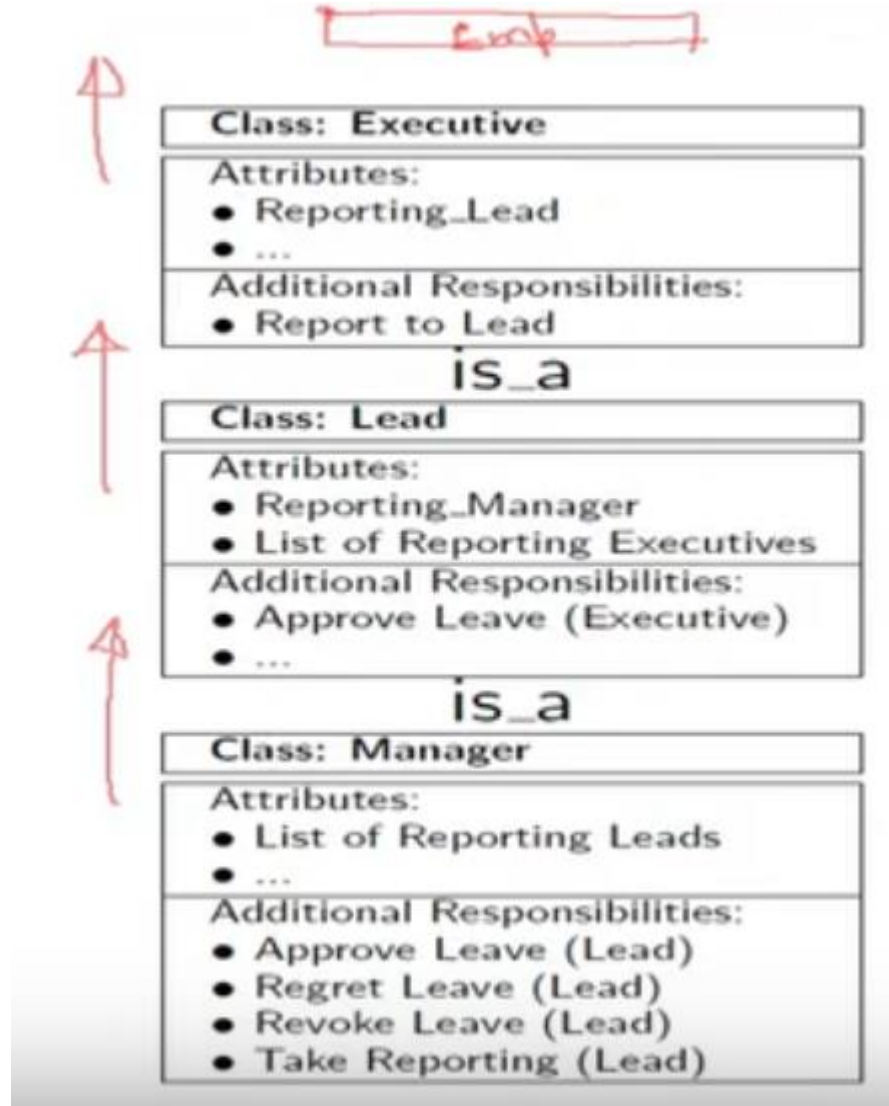 Emp
Class: Executive
Attributes:
• Reporting_Lead
• ...
Additional Responsibilities:
• Report to Lead
is_a
Class: Lead
Attributes:
• Reporting_Manager
• List of Reporting Executives
Additional Responsibilities:
• Approve Leave (Executive)
• ...
is_a
Class: Manager
Attributes:
• List of Reporting Leads
• ...
Additional Responsibilities:
• Approve Leave (Lead)
• Regret Leave (Lead)
• Revoke Leave (Lead)
• Take Reporting (Lead)